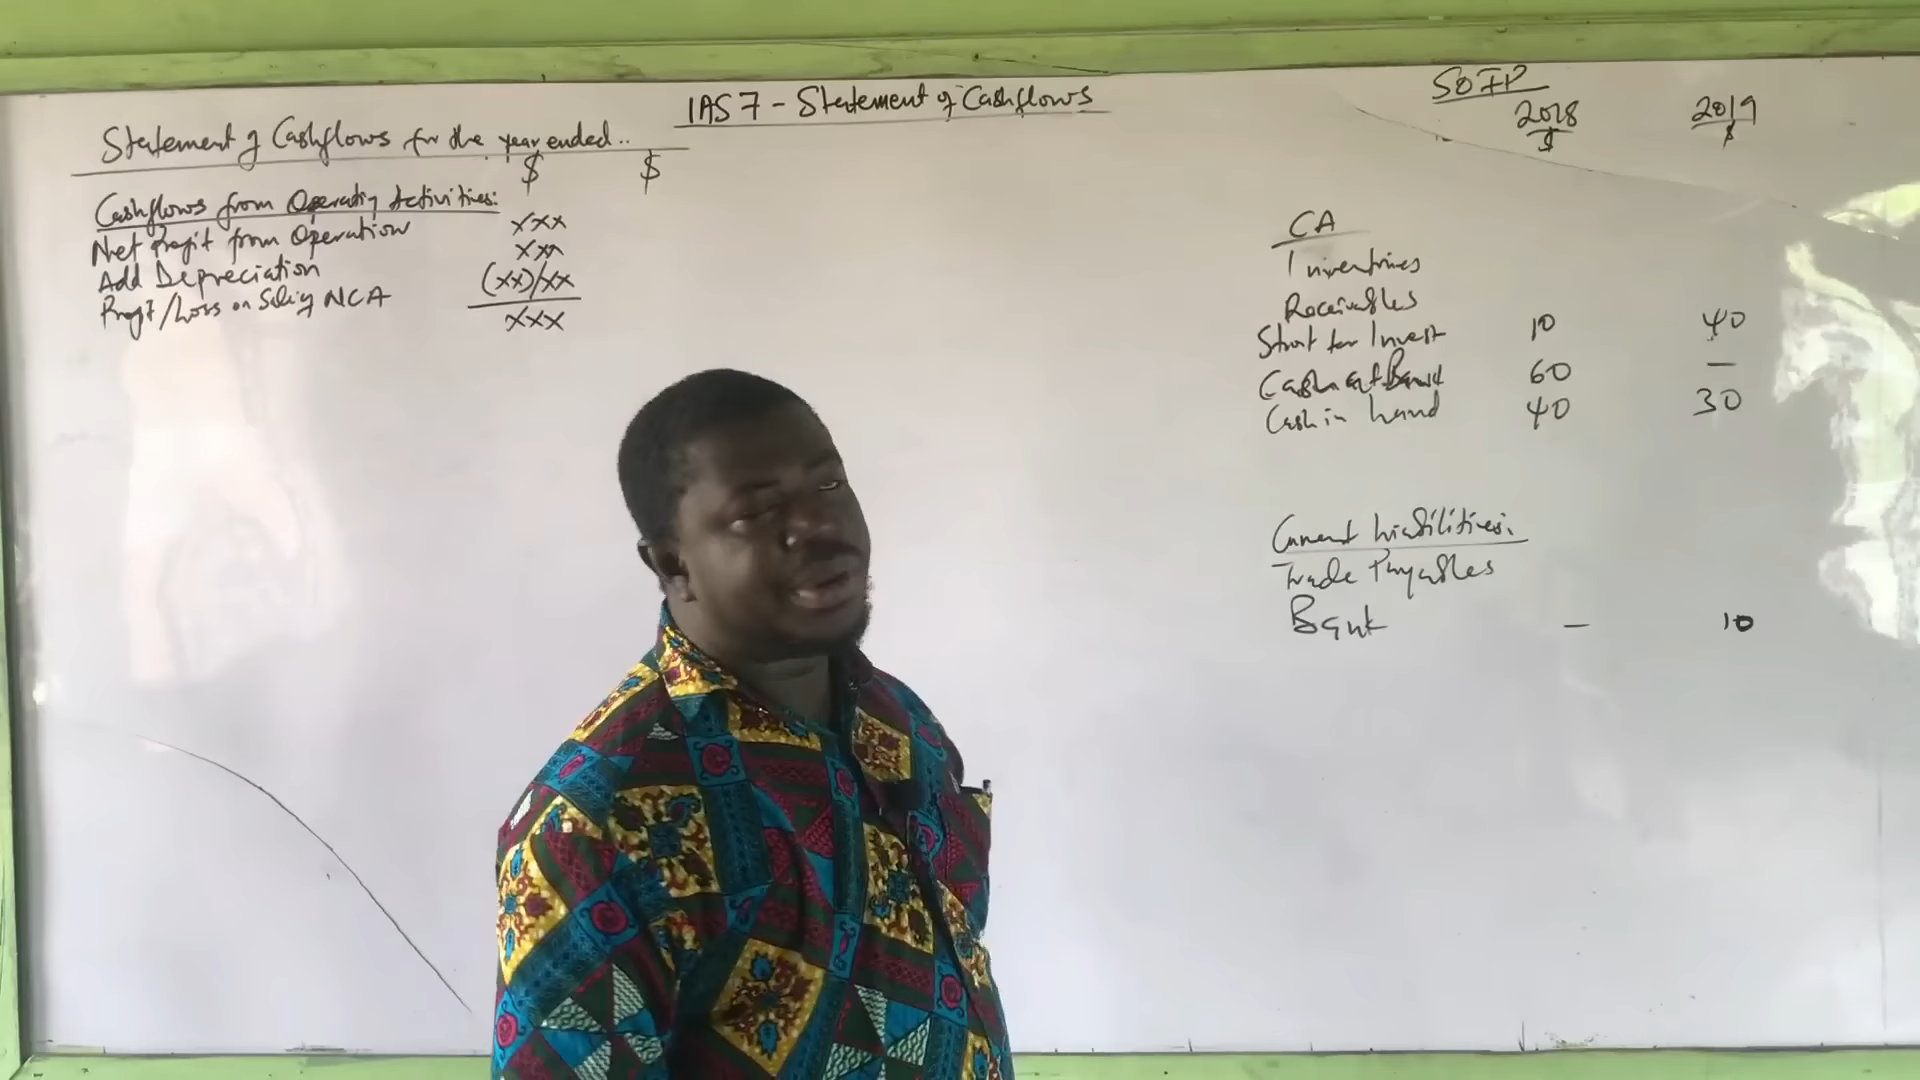 IAS 7 - Statement of Cashflows
Statement of Cashflows for the year ended..
$ $
Cashflows from Operating Activities:
Net Profit from Operation xxx
Add Depreciation xxx
Profit/Loss on Selling NCA (xx)/xx
xxx
SOFP
2018 2019
$ $
CA
Inventories
Receivables
Short ter Invest 10 40
Cash at Bank 60 —
Cash in hand 40 30
Current Liabilities:
Trade Payables
Bank — 10